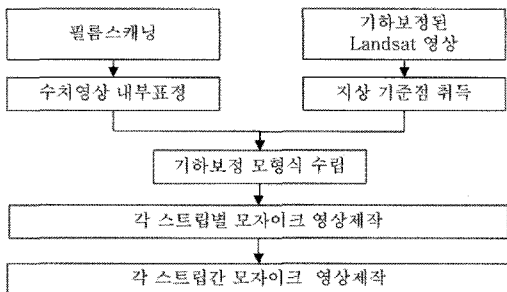 필름스캐닝
기하보정된
Landsat 영상
수치영상 내부표정
지상 기준점 취득
기하보정 모형식 수립
각 스트립별 모자이크 영상제작
각 스트립간 모자이크 영상제작